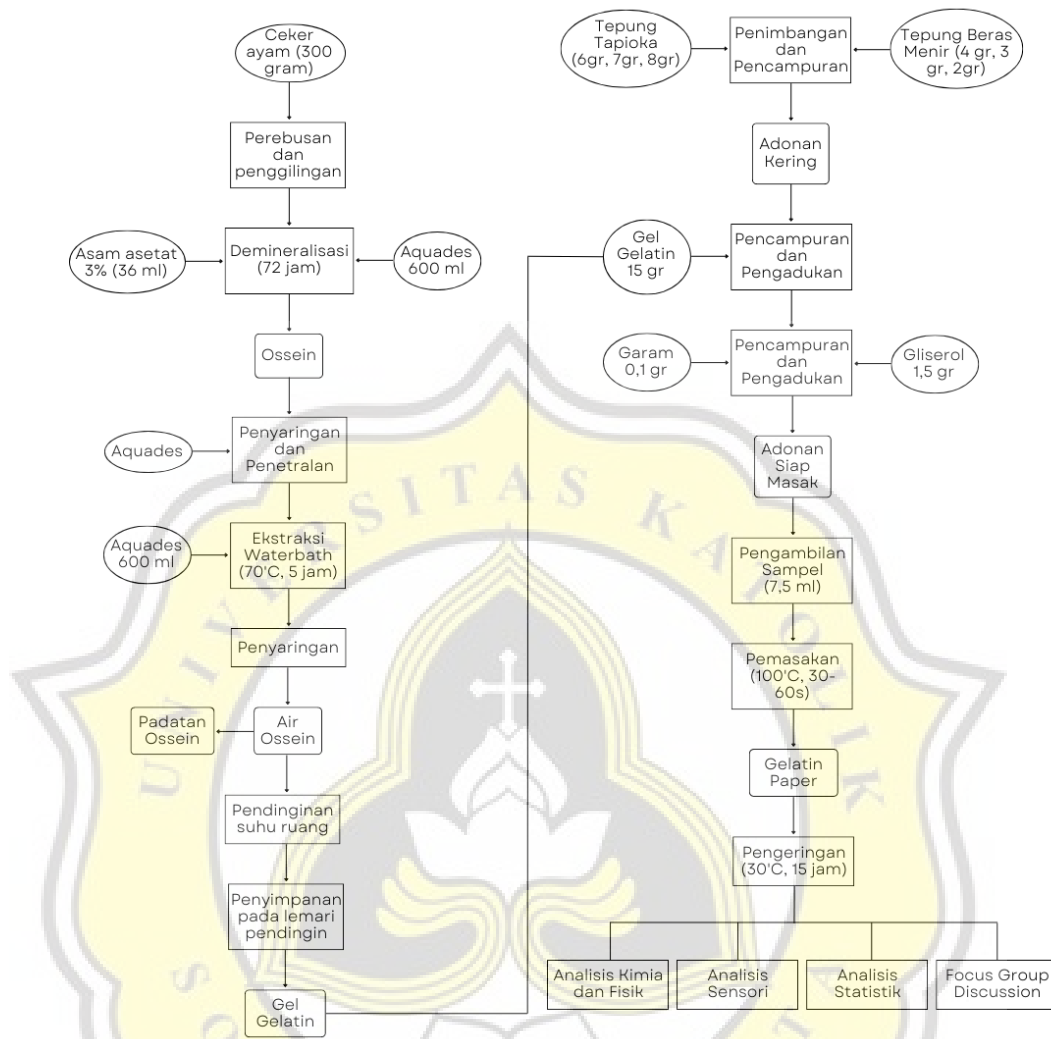 Ceker
ayam (300
gram)
Perebusan
dan
penggilingan
Asam asetat
3% (36 ml)
Demineralisasi
(72 jam)
Aquades
600 ml
Ossein
Aquades
Penyaringan
dan
Penetralan
Aquades
600 ml
Ekstraksi
Waterbath
(70'C, 5 jam)
Penyaringan
Padatan
Ossein
Air
Ossein
Pendinginan
suhu ruang
Penyimpanan
pada lemari
pendingin
Gel
Gelatin
Tepung
Tapioka
(6gr, 7gr, 8gr)
Penimbangan
dan
Pencampuran
Tepung Beras
Menir (4 gr, 3
gr, 2gr)
Adonan
Kering
Gel
Gelatin
15 gr
Pencampuran
dan
Pengadukan
Garam
0,1 gr
Pencampuran
dan
Pengadukan
Gliserol
1,5 gr
Adonan
Siap
Masak
Pengambilan
Sampel
(7,5 ml)
Pemasakan
(100'C, 30-
60s)
Gelatin
Paper
Pengeringan
(30'C, 15 jam)
Analisis Kimia
dan Fisik
Analisis
Sensori
Analisis
Statistik
Focus Group
Discussion
UNIVERSITAS KATOLIK